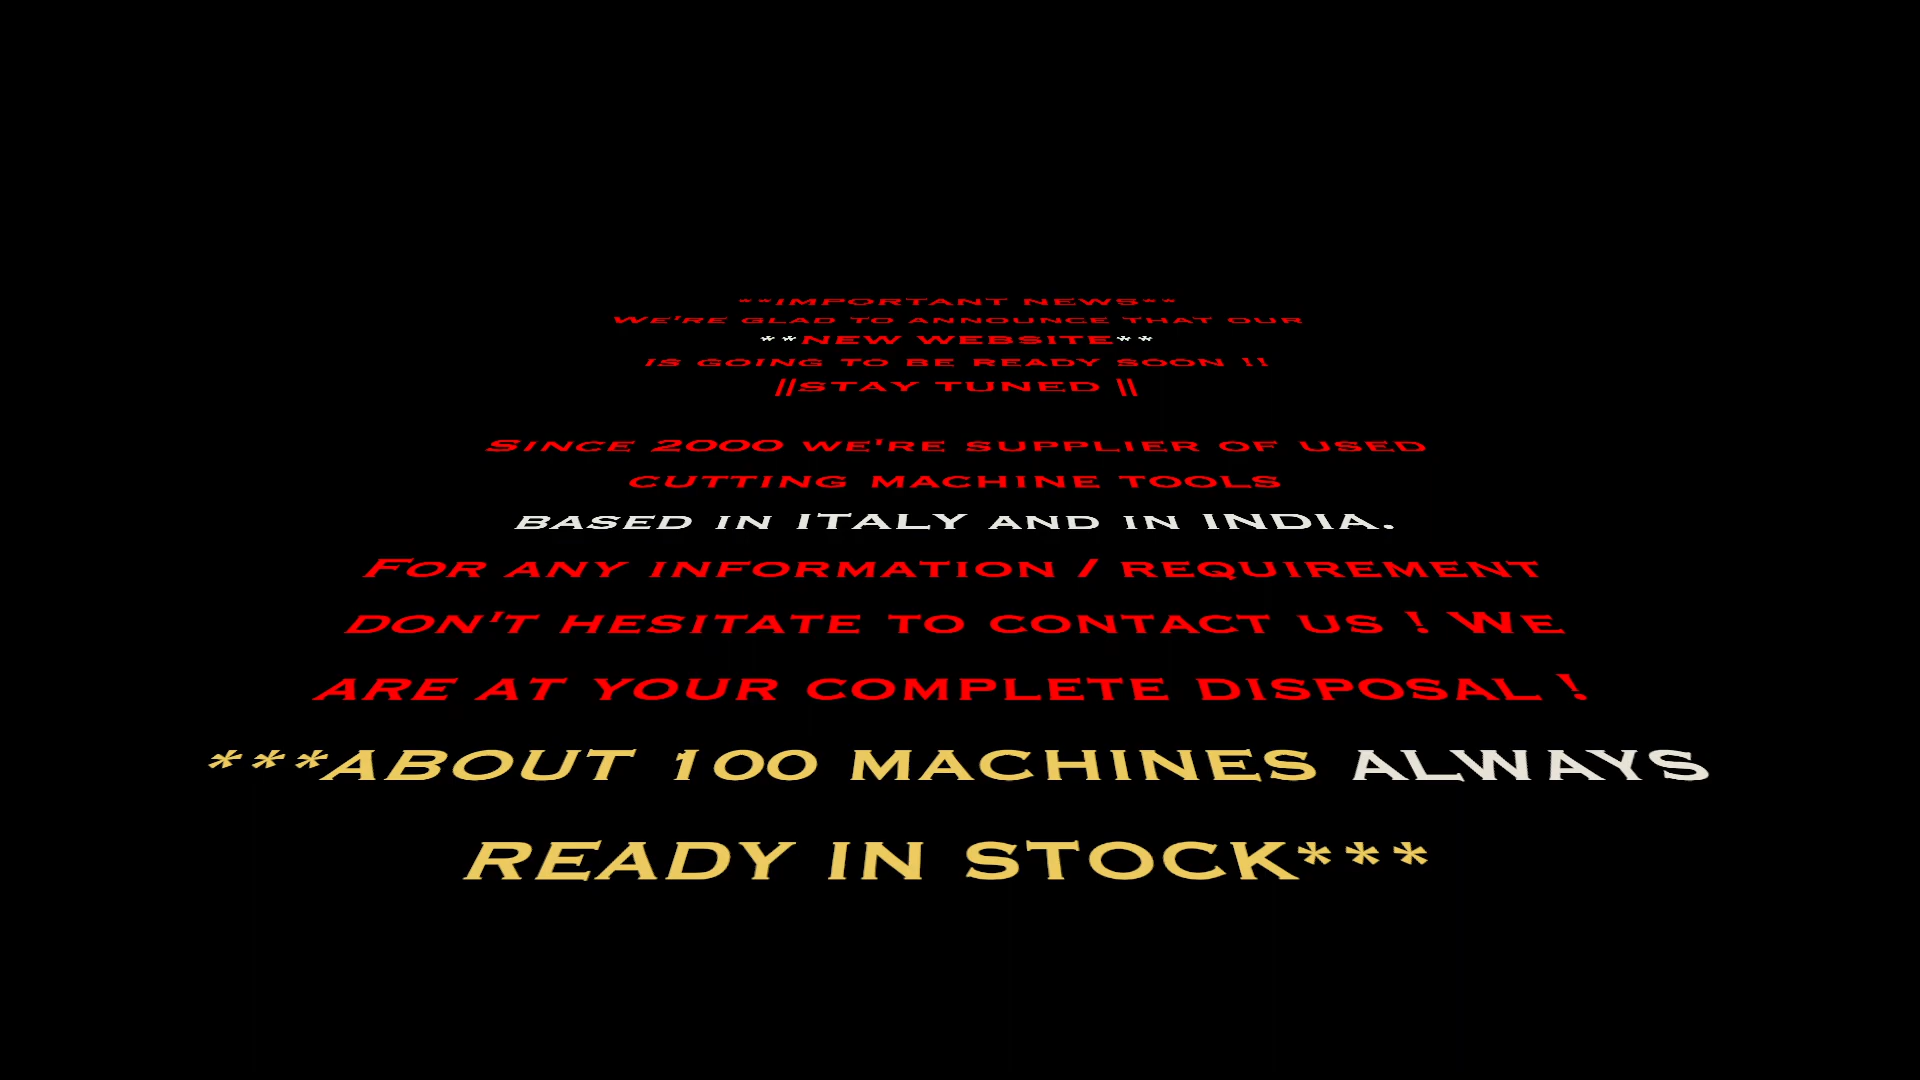 **IMPORTANT NEWS**
WE'RE GLAD TO ANNOUNCE THAT OUR
**NEW WEBSITE**
IS GOING TO BE READY SOON !!
||STAY TUNED ||
SINCE 2000 WE'RE SUPPLIER OF USED
CUTTING MACHINE TOOLS
BASED IN ITALY AND IN INDIA.
FOR ANY INFORMATION / REQUIREMENT
DON'T HESITATE TO CONTACT US ! WE
ARE AT YOUR COMPLETE DISPOSAL !
***ABOUT 100 MACHINES ALWAYS
READY IN STOCK***